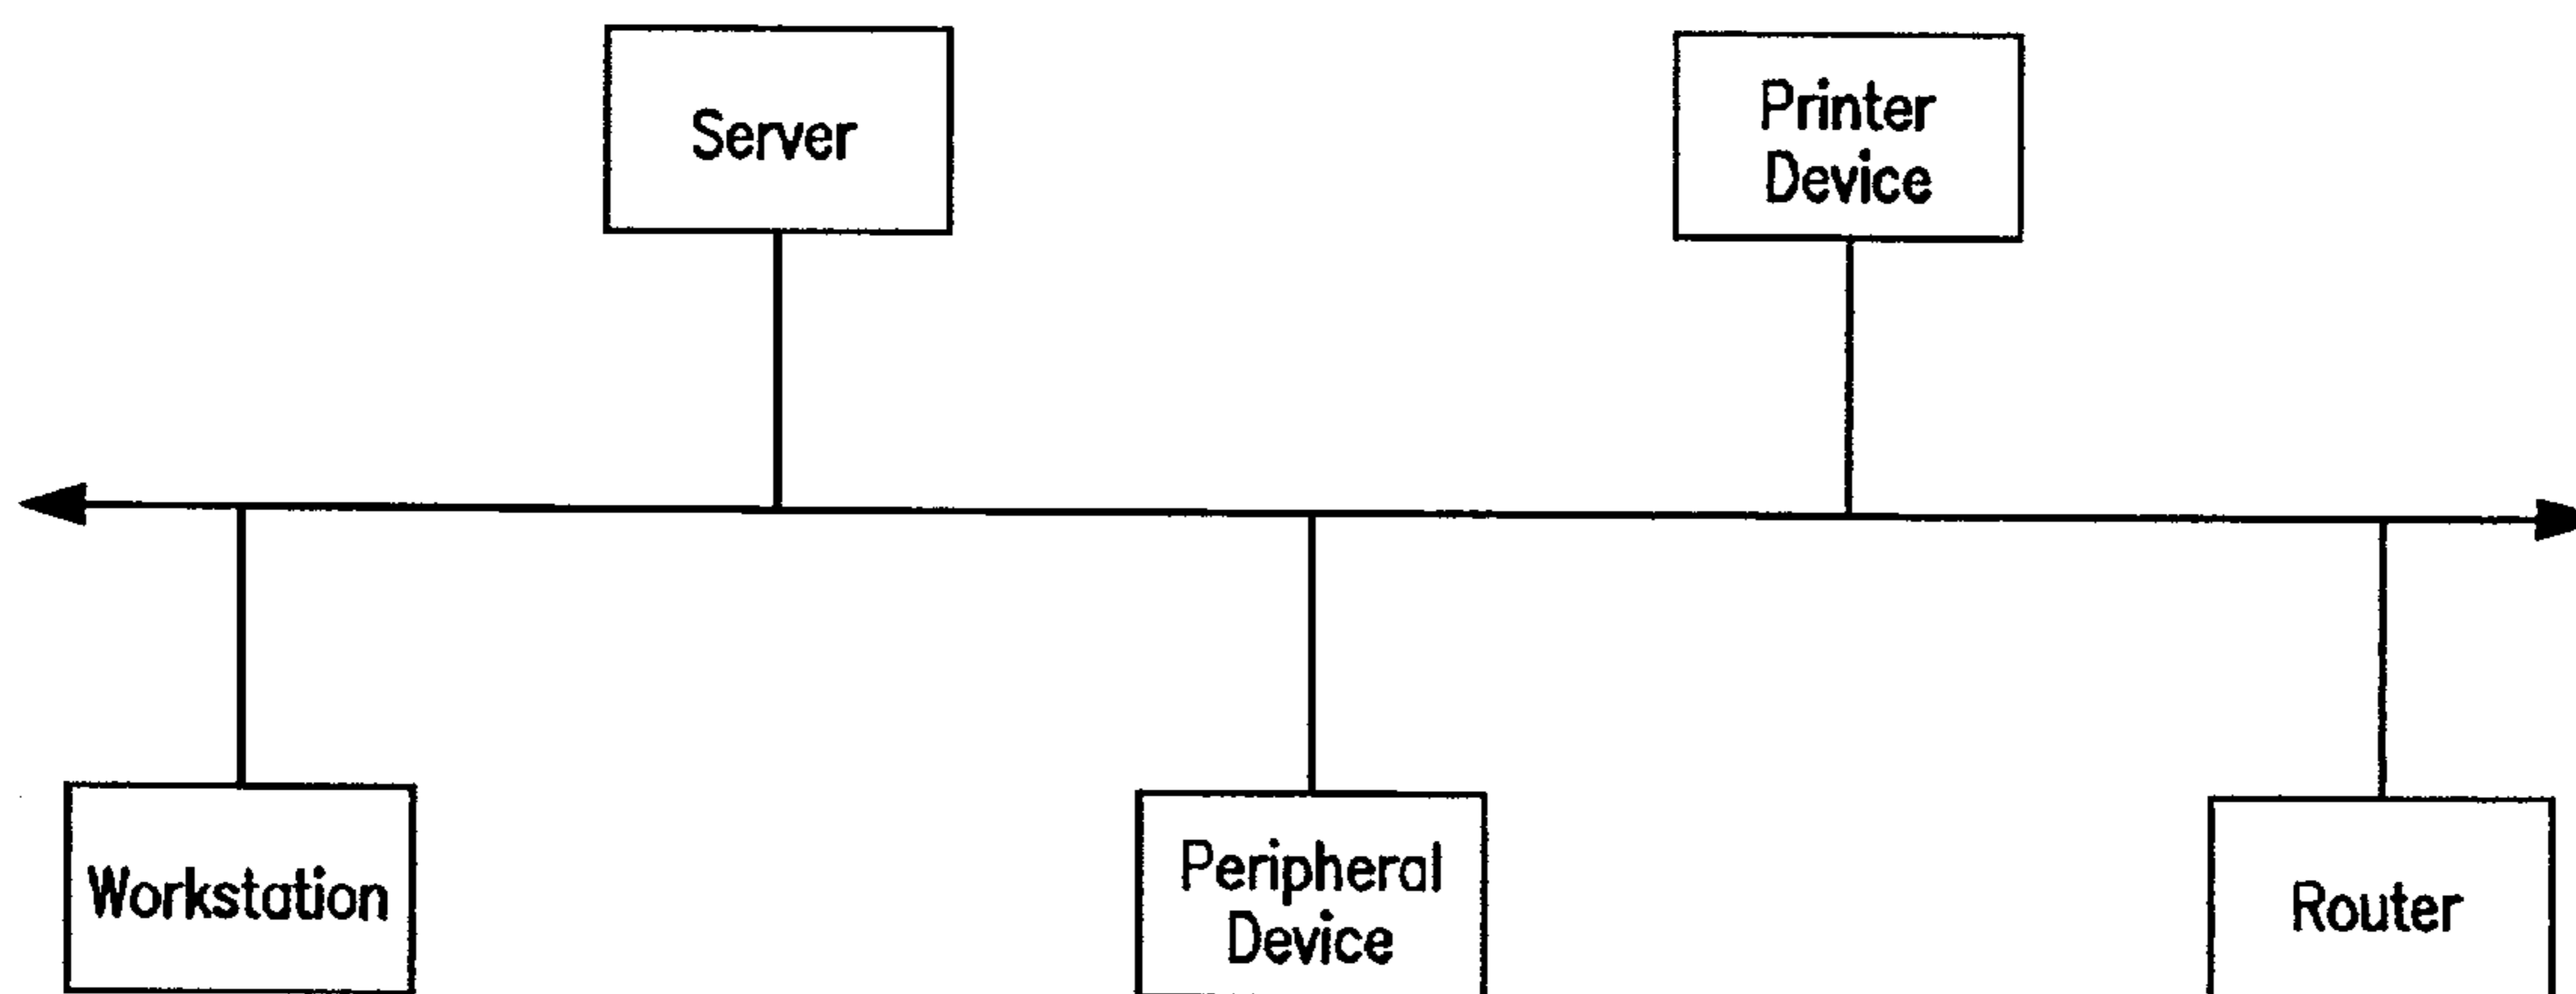 Server
Printer
Device
Workstation
Peripheral
Device
Router